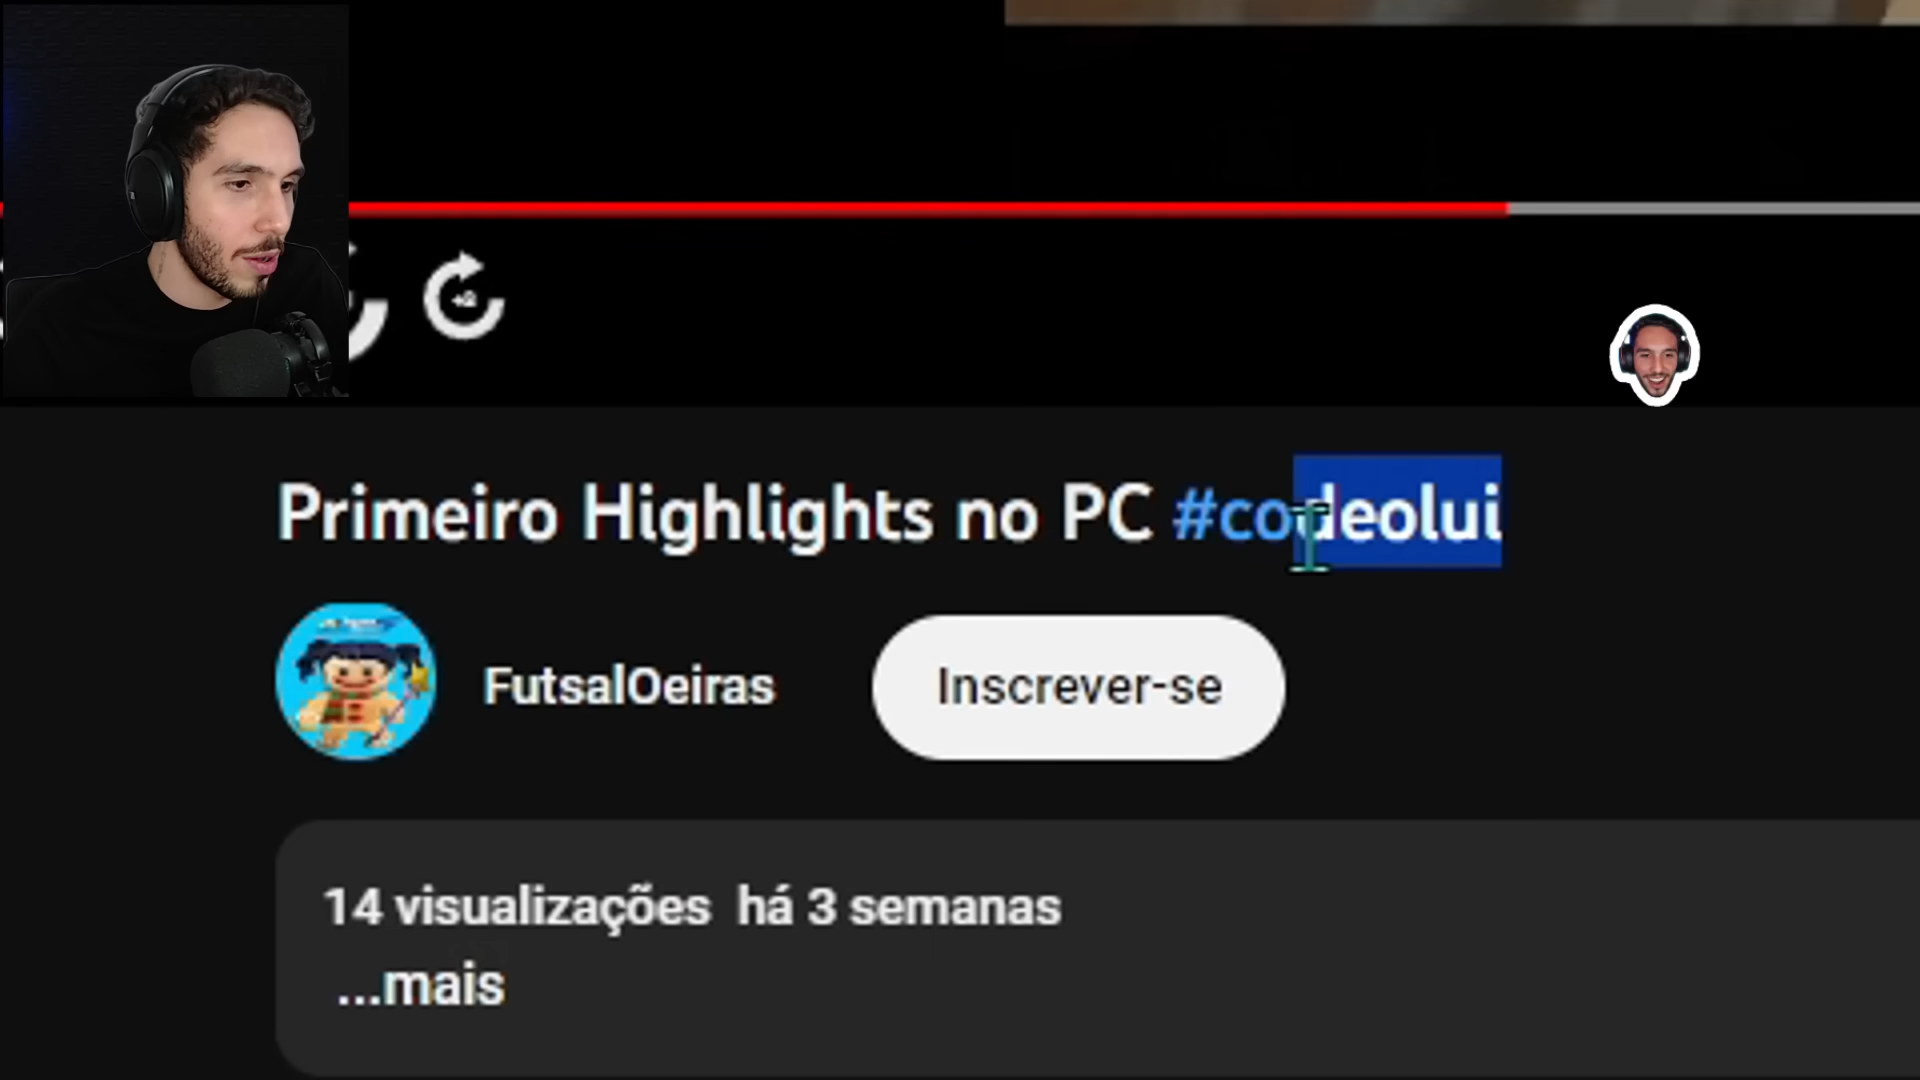 Primeiro Highlights no PC #codeolui
FutsalOeiras
Inscrever-se
14 visualizações há 3 semanas
...mais